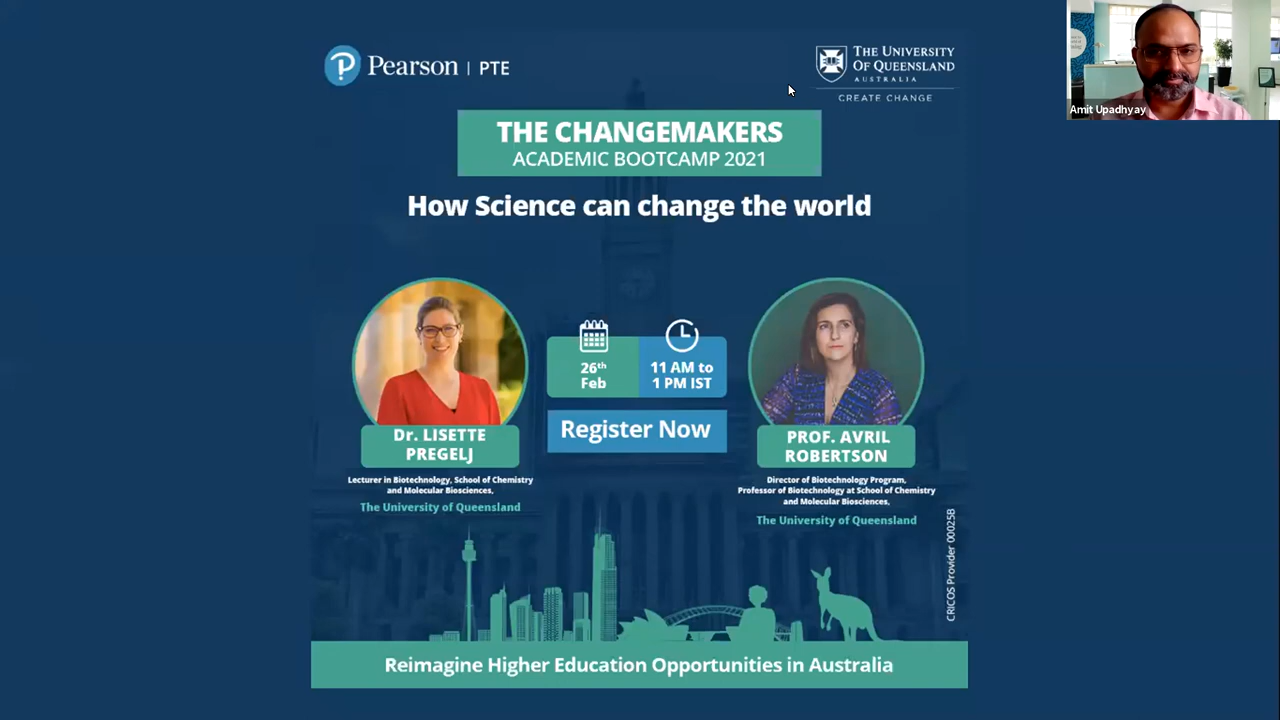 Pearson | PTE
THE UNIVERSITY
OF QUEENSLAND
AUSTRALIA
CREATE CHANGE
Amit Upadhyay
THE CHANGEMAKERS
ACADEMIC BOOTCAMP 2021
How Science can change the world
26th
Feb
11 AM to
1 PM IST
Register Now
Dr. LISETTE
PREGELJ
Lecturer in Biotechnology, School of Chemistry
and Molecular Biosciences,
The University of Queensland
PROF. AVRIL
ROBERTSON
Director of Biotechnology Program,
Professor of Biotechnology at School of Chemistry
and Molecular Biosciences,
The University of Queensland
CRICOS Provider 00025B
Reimagine Higher Education Opportunities in Australia